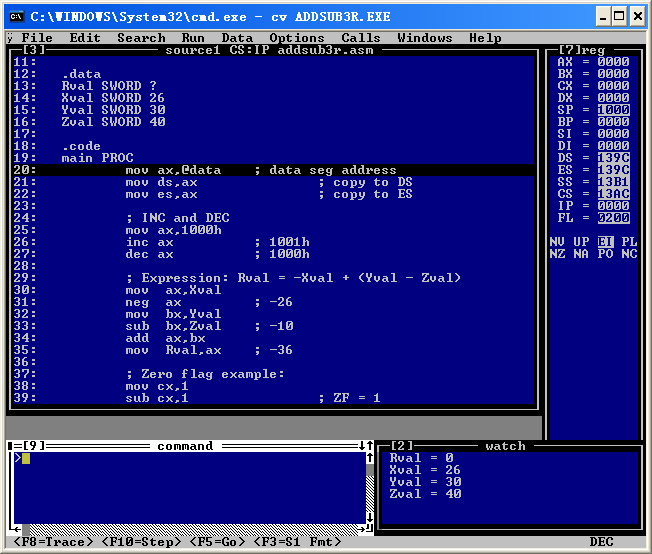 C:\WINDOWS\System32\cmd.exe - cv ADDSUB3R.EXE
File Edit Search Run Data Options Calls Windows Help
[3] source1 CS:IP addsub3r.asm
11:
12: .data
13: Rval SWORD ?
14: Xval SWORD 26
15: Yval SWORD 30
16: Zval SWORD 40
17:
18: .code
19: main PROC
20: mov ax,@data ; data seg address
21: mov ds,ax ; copy to DS
22: mov es,ax ; copy to ES
23:
24: ; INC and DEC
25: mov ax,1000h
26: inc ax ; 1001h
27: dec ax ; 1000h
28:
29: ; Expression: Rval = -Xval + (Yval - Zval)
30: mov ax,Xval
31: neg ax ; -26
32: mov bx,Yval
33: sub bx,Zval ; -10
34: add ax,bx
35: mov Rval,ax ; -36
36:
37: ; Zero flag example:
38: mov cx,1
39: sub cx,1 ; ZF = 1
[7]reg
AX = 0000
BX = 0000
CX = 0000
DX = 0000
SP = 1000
BP = 0000
SI = 0000
DI = 0000
DS = 139C
ES = 139C
SS = 13B1
CS = 13AC
IP = 0000
FL = 0200
NV UP EI PL
NZ NA PO NC
[9] command
>
[2] watch
Rval = 0
Xval = 26
Yval = 30
Zval = 40
<F8=Trace> <F10=Step> <F5=Go> <F3=S1 Fmt> DEC